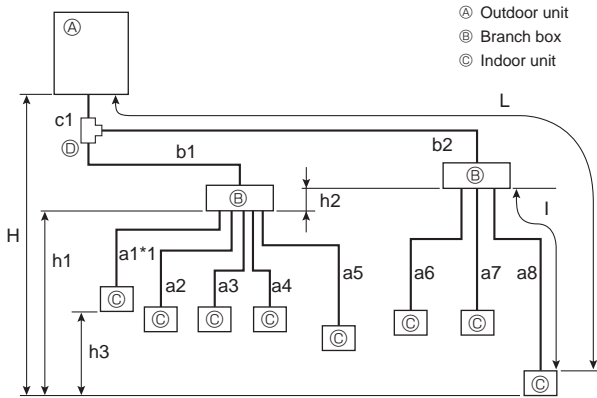 Ⓐ
Ⓐ Outdoor unit
Ⓑ Branch box
Ⓒ Indoor unit
L
c1
Ⓓ
b1
b2
Ⓑ
Ⓑ
h2
H
h1
I
a1*1
a2
a3
a4
a5
a6
a7
a8
Ⓒ
Ⓒ
Ⓒ
Ⓒ
Ⓒ
Ⓒ
Ⓒ
h3
Ⓒ